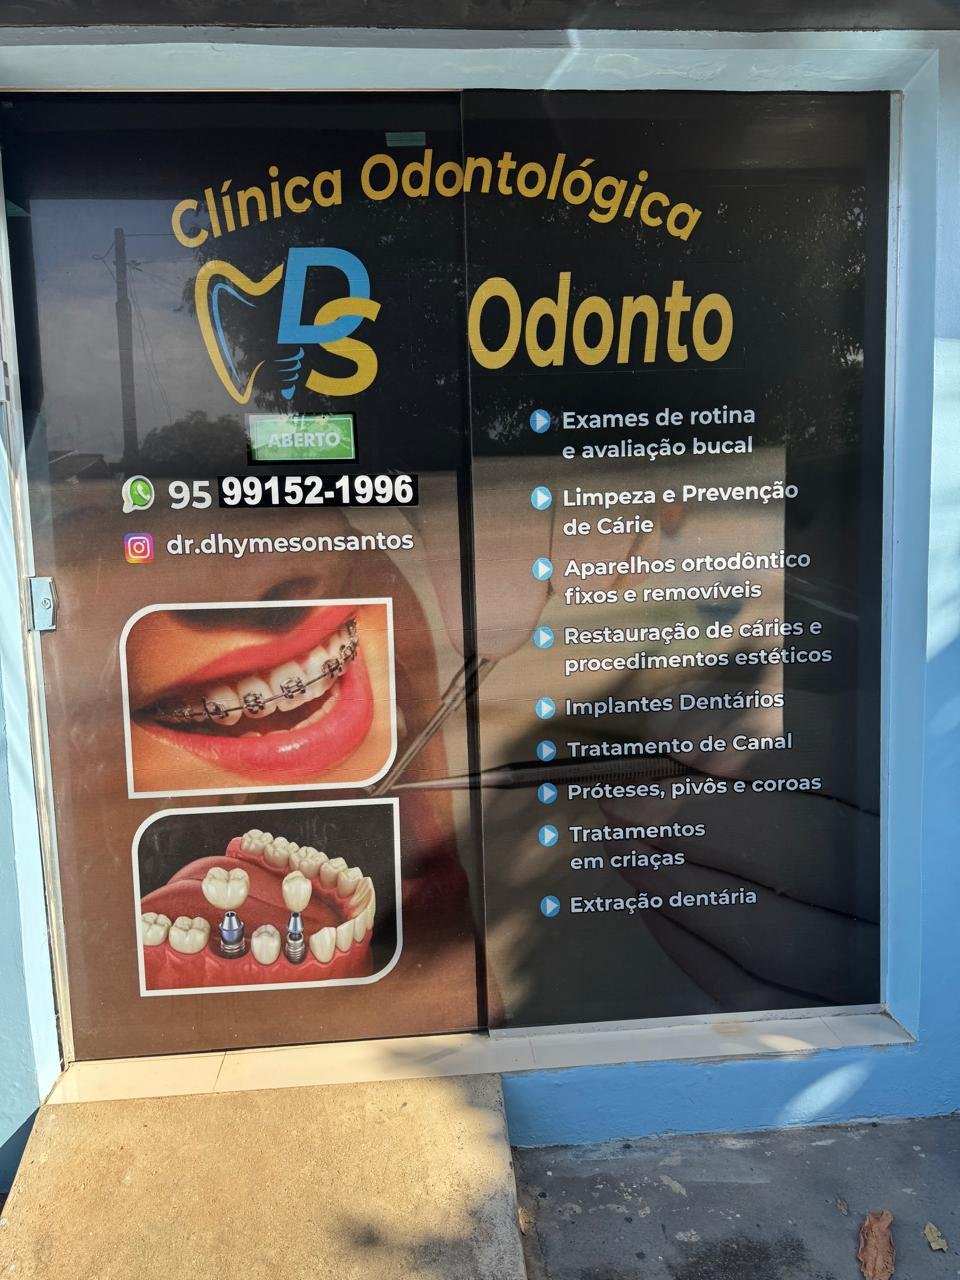 Clínica Odontológica
DS Odonto
ABERTO
95 99152-1996
dr.dhymesonsantos
Exames de rotina
e avaliação bucal
Limpeza e Prevenção
de Cárie
Aparelhos ortodôntico
fixos e removíveis
Restauração de cáries e
procedimentos estéticos
Implantes Dentários
Tratamento de Canal
Próteses, pivôs e coroas
Tratamentos
em criaças
Extração dentária